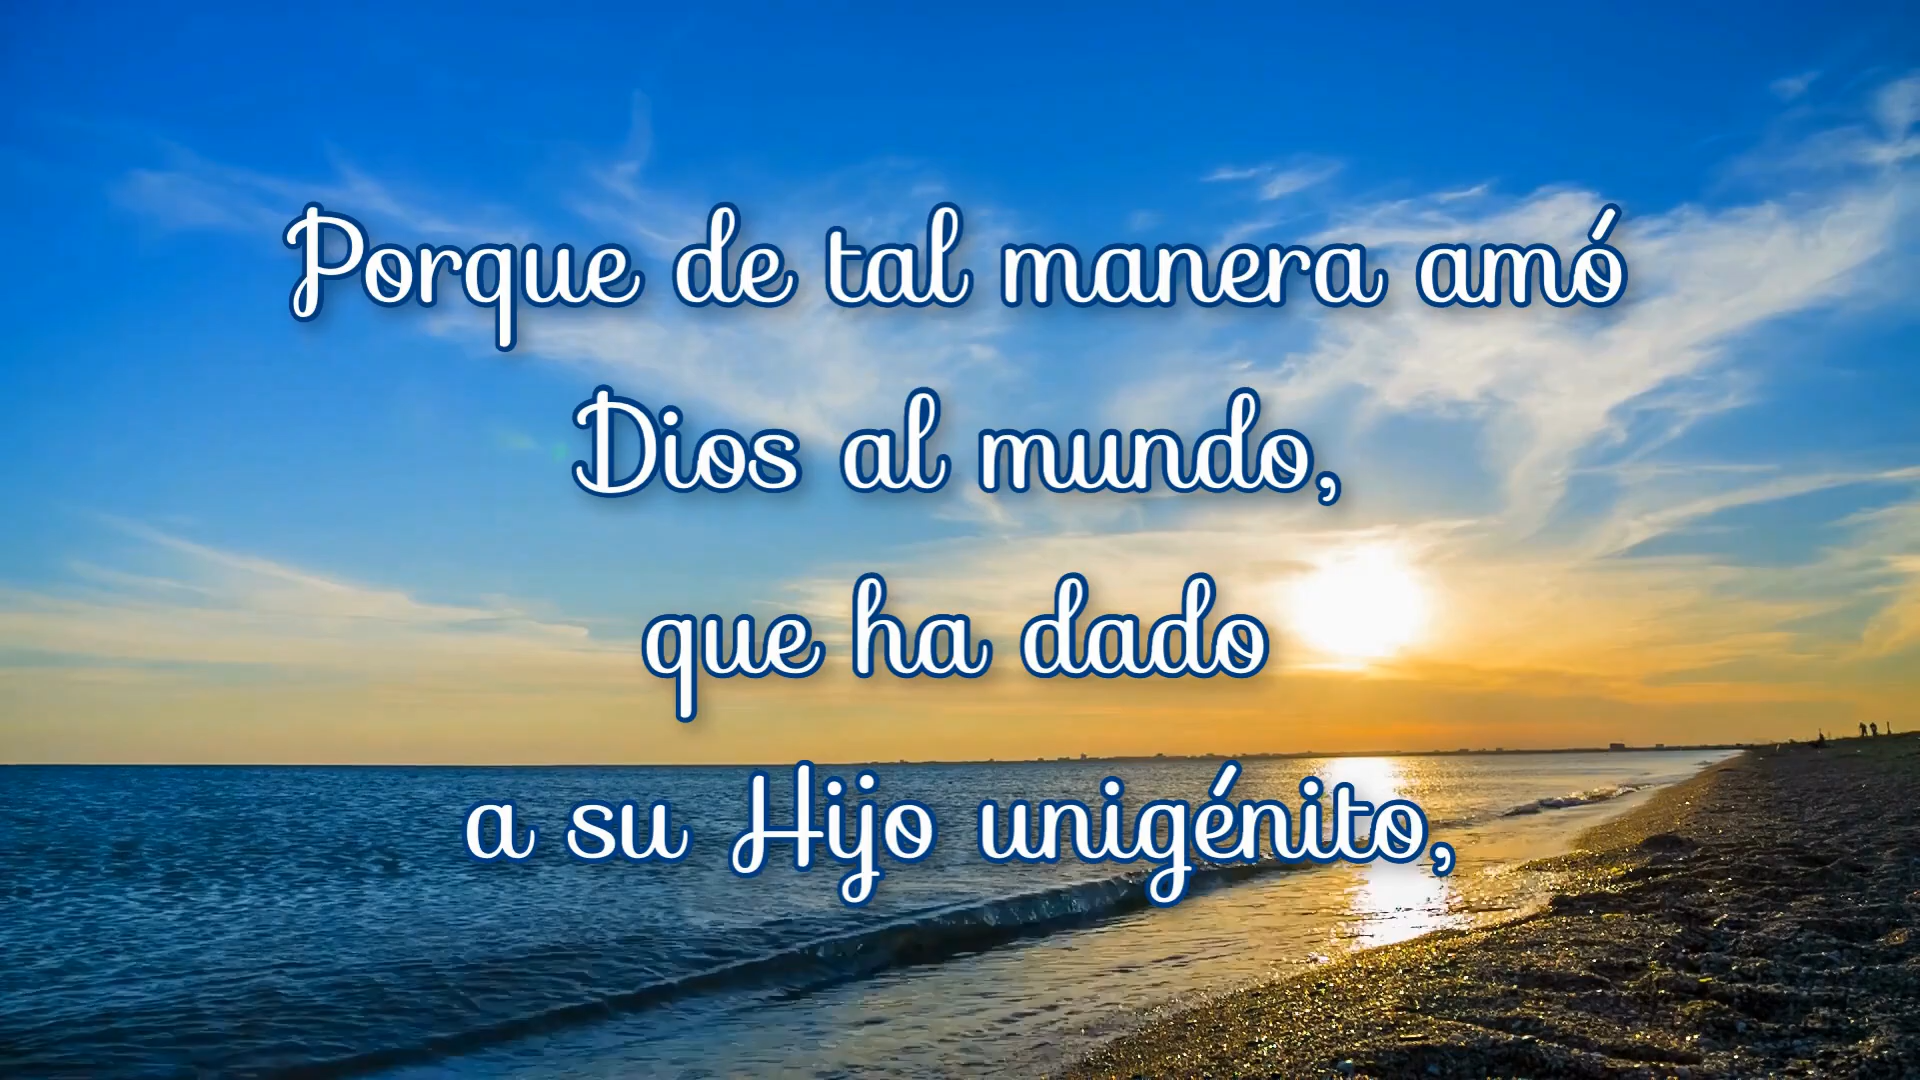 Porque de tal manera amó
Dios al mundo,
que ha dado
a su Hijo unigénito,